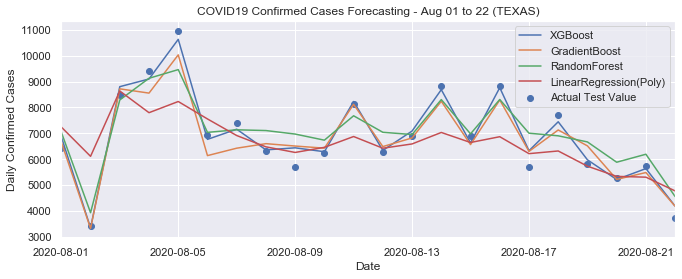 COVID19 Confirmed Cases Forecasting - Aug 01 to 22 (TEXAS)
XGBoost
GradientBoost
RandomForest
LinearRegression(Poly)
Actual Test Value
Daily Confirmed Cases
11000
10000
9000
8000
7000
6000
5000
4000
3000
2020-08-01
2020-08-05
2020-08-09
2020-08-13
2020-08-17
2020-08-21
Date